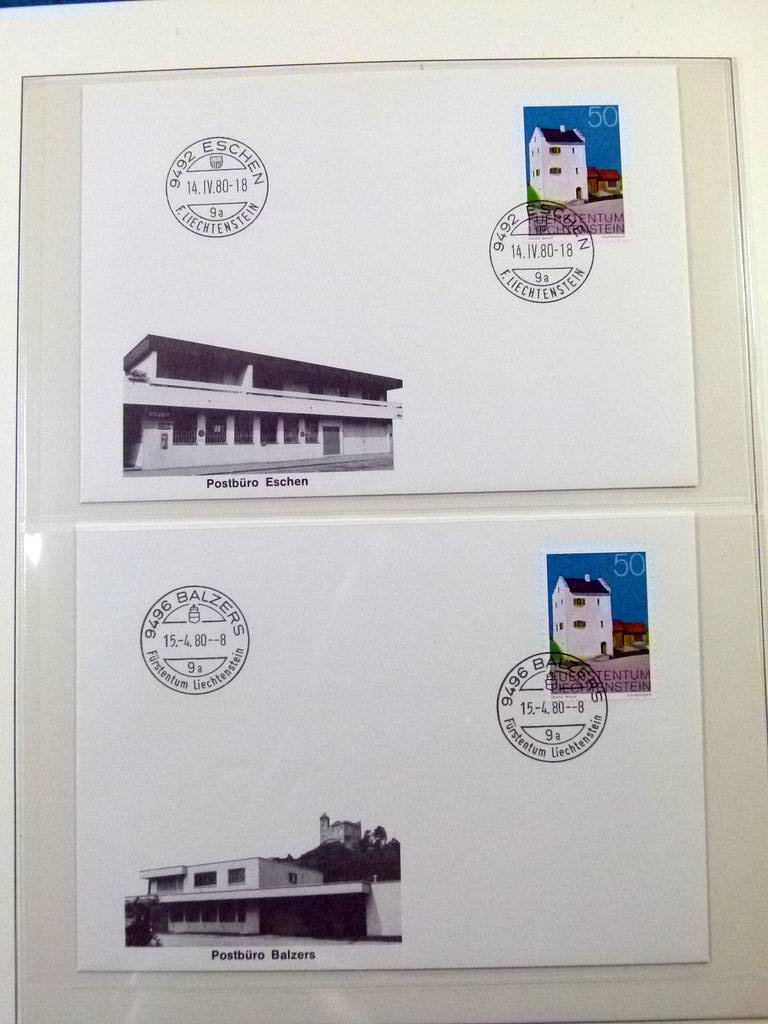 9492 ESCHEN
14.IV.80-18
9a
F. LIECHTENSTEIN
50
FÜRSTENTUM
LIECHTENSTEIN
9492 ESCHEN
14.IV.80-18
9a
F. LIECHTENSTEIN
POST
Postbüro Eschen
9496 BALZERS
15.-4.80--8
9a
Fürstentum Liechtenstein
50
FÜRSTENTUM
LIECHTENSTEIN
9496 BALZERS
15.-4.80--8
9a
Fürstentum Liechtenstein
Postbüro Balzers